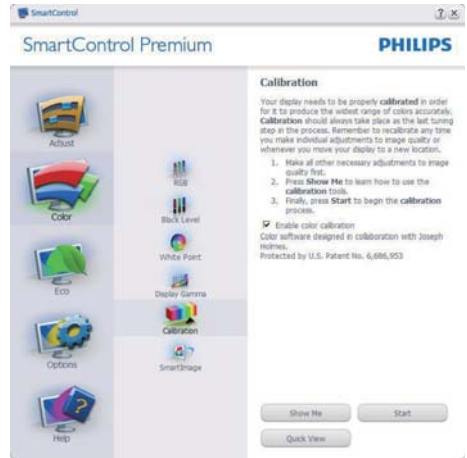 SmartControl
SmartControl Premium
PHILIPS
Adjust
Color
Eco
Options
Help
RGB
Black Level
White Point
Display Gamma
Calibration
SmartImage
Calibration
Your display needs to be properly calibrated in order
for it to produce the widest range of colors accurately.
Calibration should always take place as the last tuning
step in the process. Remember to recalibrate any time
you make individual adjustments to image quality or
whenever you move your display to a new location.
1. Make all other necessary adjustments to image
quality first.
2. Press Show Me to learn how to use the
calibration tools.
3. Finally, press Start to begin the calibration
process.
Enable color calibration
Color software designed in collaboration with Joseph
Holmes.
Protected by U.S. Patent No. 6,686,953
Show Me
Start
Quick View